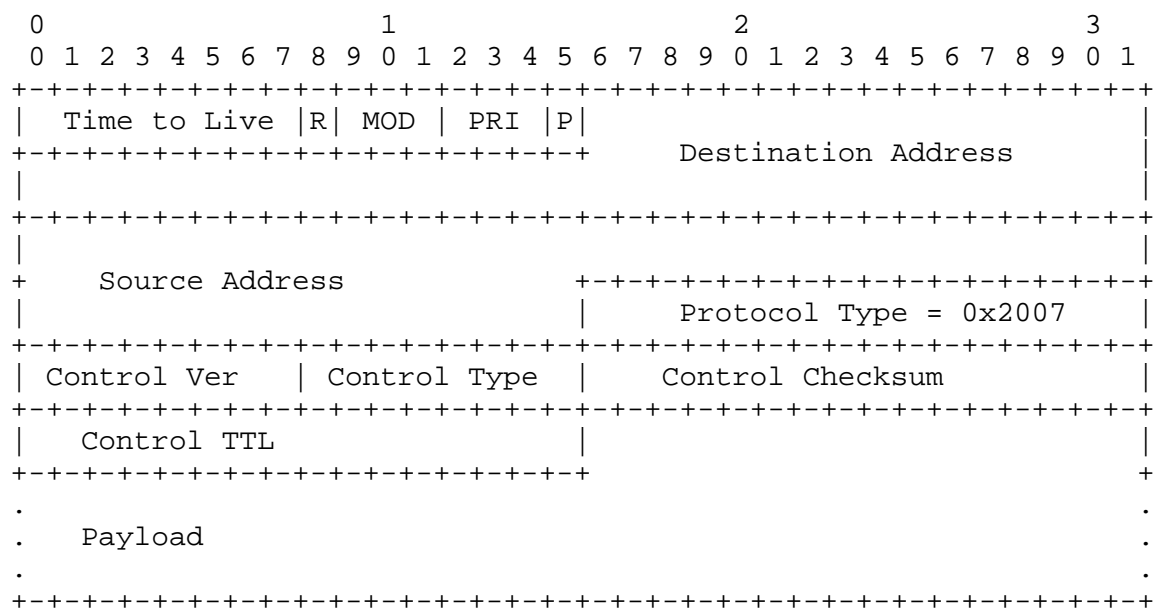 0                   1                   2                   3
 0 1 2 3 4 5 6 7 8 9 0 1 2 3 4 5 6 7 8 9 0 1 2 3 4 5 6 7 8 9 0 1
+-+-+-+-+-+-+-+-+-+-+-+-+-+-+-+-+-+-+-+-+-+-+-+-+-+-+-+-+-+-+-+-+
|  Time to Live |R| MOD | PRI |P|                               |
+-+-+-+-+-+-+-+-+-+-+-+-+-+-+-+-+     Destination Address       |
|                                                               |
+-+-+-+-+-+-+-+-+-+-+-+-+-+-+-+-+-+-+-+-+-+-+-+-+-+-+-+-+-+-+-+-+
|                                                               |
+    Source Address             +-+-+-+-+-+-+-+-+-+-+-+-+-+-+-+-+
|                               |     Protocol Type = 0x2007    |
+-+-+-+-+-+-+-+-+-+-+-+-+-+-+-+-+-+-+-+-+-+-+-+-+-+-+-+-+-+-+-+-+
| Control Ver   | Control Type  |    Control Checksum           |
+-+-+-+-+-+-+-+-+-+-+-+-+-+-+-+-+-+-+-+-+-+-+-+-+-+-+-+-+-+-+-+-+
|   Control TTL                 |                               |
+-+-+-+-+-+-+-+-+-+-+-+-+-+-+-+-+                               +
.                                                               .
.   Payload                                                     .
.                                                               .
+-+-+-+-+-+-+-+-+-+-+-+-+-+-+-+-+-+-+-+-+-+-+-+-+-+-+-+-+-+-+-+-+